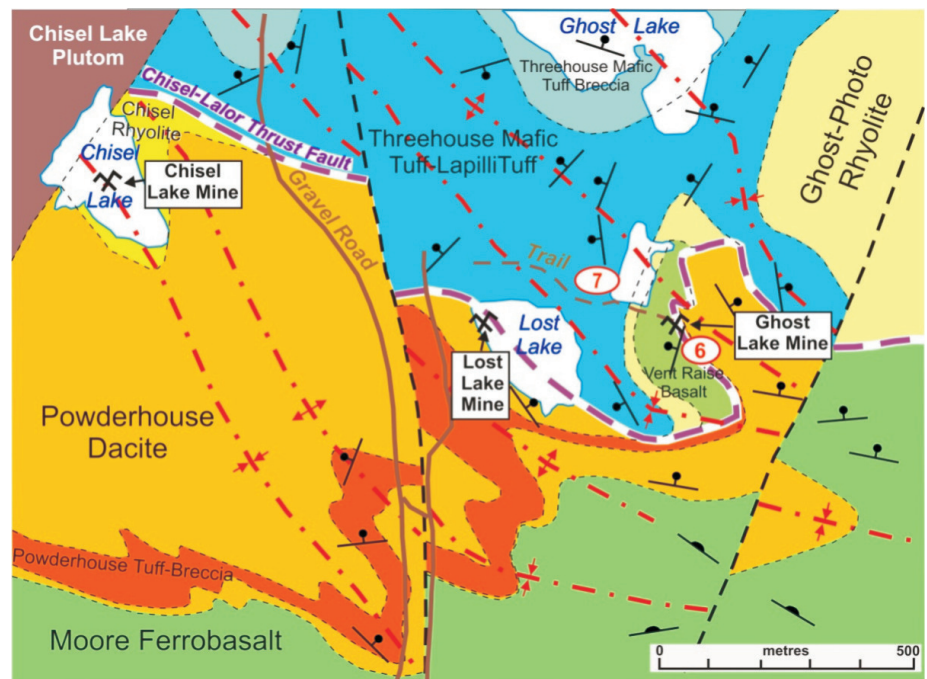 Chisel Lake
Plutom
Ghost Lake
Threehouse Mafic
Tuff Breccia
Chisel-Lalor Thrust Fault
Chisel
Rhyolite
Chisel
Lake
Chisel
Lake Mine
Threehouse Mafic
Tuff-LapilliTuff
Ghost-Photo
Rhyolite
Gravel Road
Trail
7
Lost
Lake
Lost
Lake
Mine
Ghost
Lake Mine
6
Vent Raise
Basalt
Powderhouse
Dacite
Powderhouse Tuff-Breccia
Moore Ferrobasalt
0 metres 500